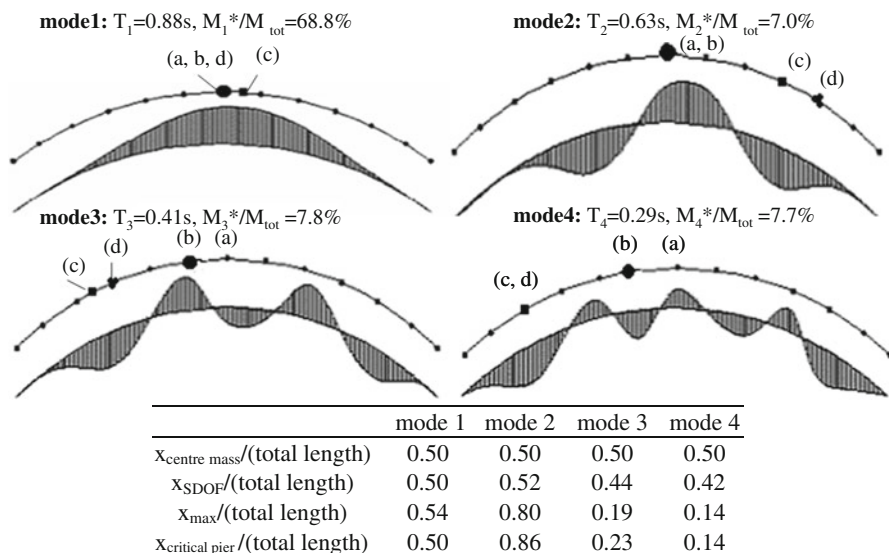 mode1: T1=0.88s, M1*/M tot=68.8%
(a, b, d)
(c)
mode2: T2=0.63s, M2*/M tot=7.0%
(a, b)
(c)
(d)
mode3: T3=0.41s, M3*/Mtot =7.8%
(b) (a)
(d)
(c)
mode4: T4=0.29s, M4*/Mtot =7.7%
(b) (a)
(c, d)
mode 1 mode 2 mode 3 mode 4
xcentre mass/(total length) 0.50 0.50 0.50 0.50
xSDOF/(total length) 0.50 0.52 0.44 0.42
xmax/(total length) 0.54 0.80 0.19 0.14
xcritical pier/(total length) 0.50 0.86 0.23 0.14